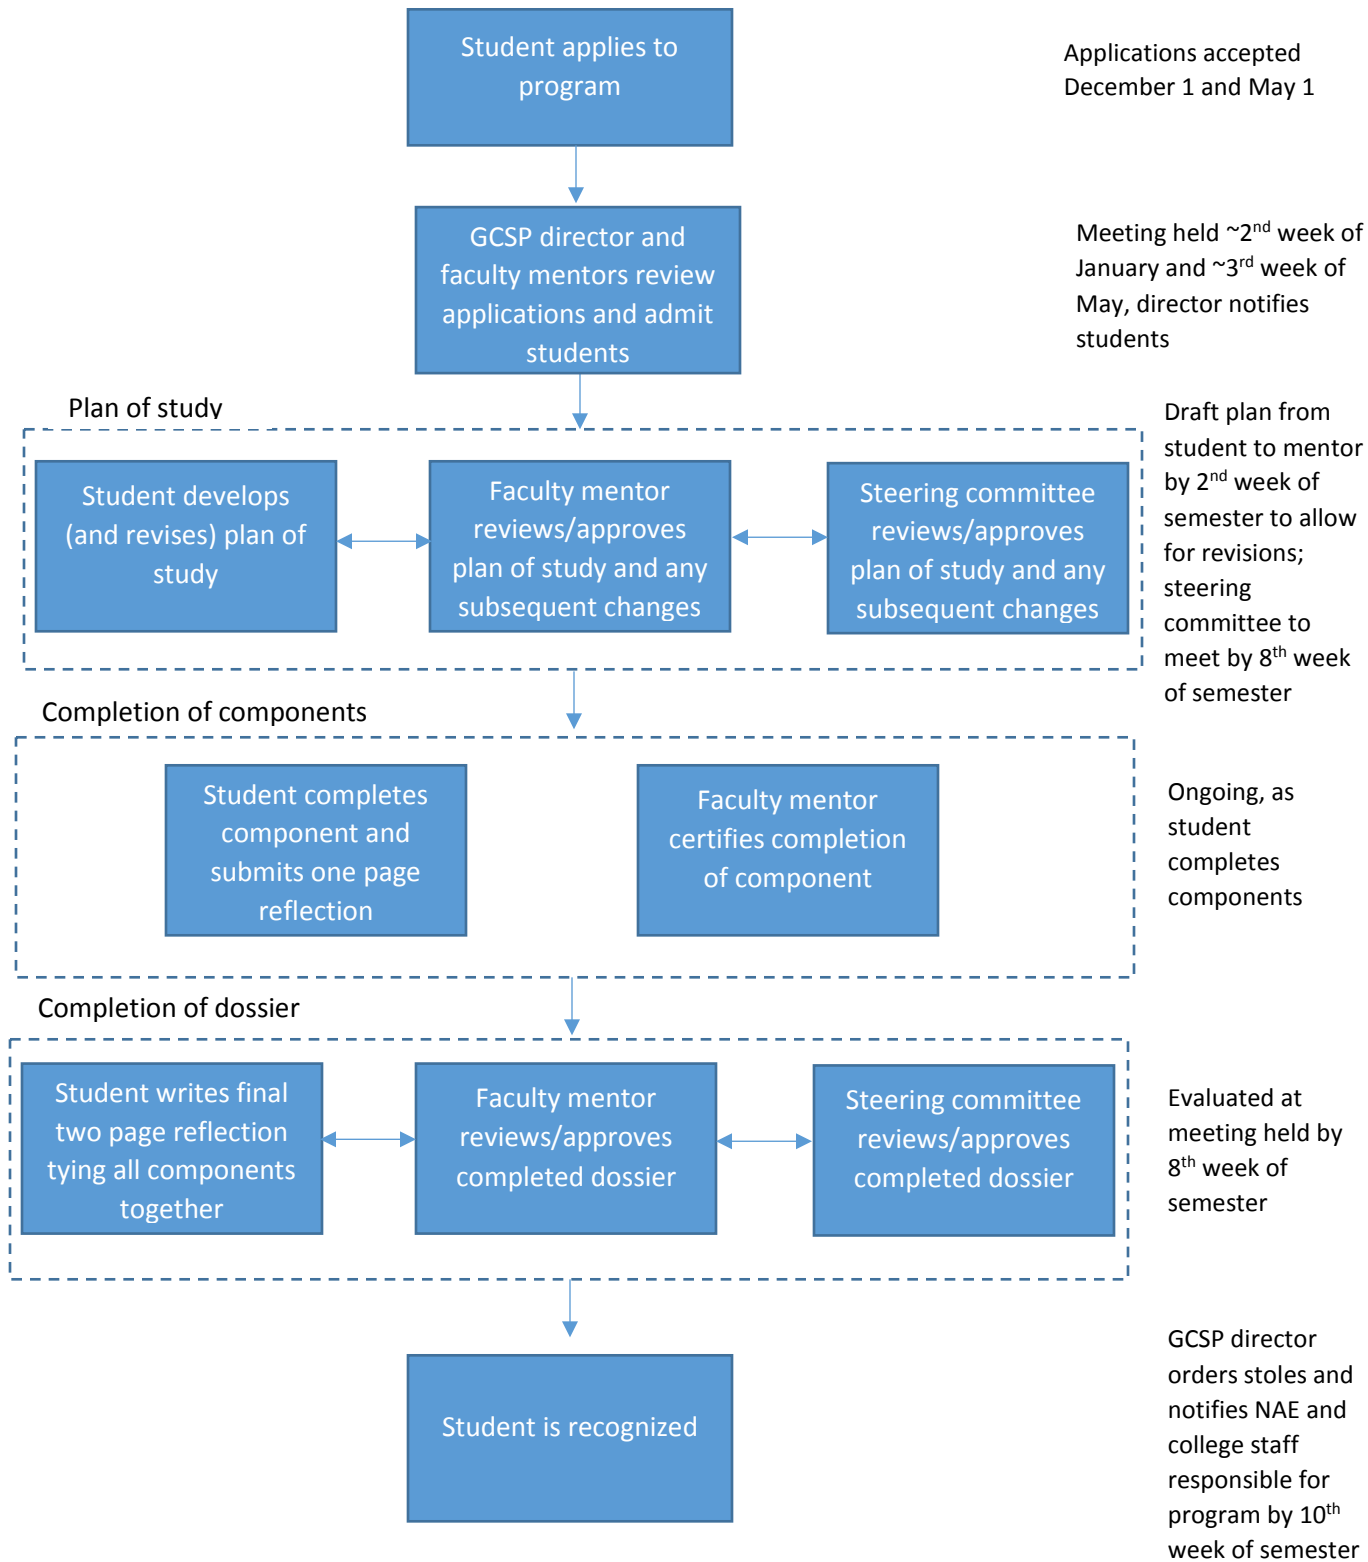 Student applies to
program
Applications accepted
December 1 and May 1
GCSP director and
faculty mentors review
applications and admit
students
Meeting held ~2nd week of
January and ~3rd week of
May, director notifies
students
Plan of study
Student develops
(and revises) plan of
study
Faculty mentor
reviews/approves
plan of study and any
subsequent changes
Steering committee
reviews/approves
plan of study and any
subsequent changes
Draft plan from
student to mentor
by 2nd week of
semester to allow
for revisions;
steering
committee to
meet by 8th week
of semester
Completion of components
Student completes
component and
submits one page
reflection
Faculty mentor
certifies completion
of component
Ongoing, as
student
completes
components
Completion of dossier
Student writes final
two page reflection
tying all components
together
Faculty mentor
reviews/approves
completed dossier
Steering committee
reviews/approves
completed dossier
Evaluated at
meeting held by
8th week of
semester
Student is recognized
GCSP director
orders stoles and
notifies NAE and
college staff
responsible for
program by 10th
week of semester